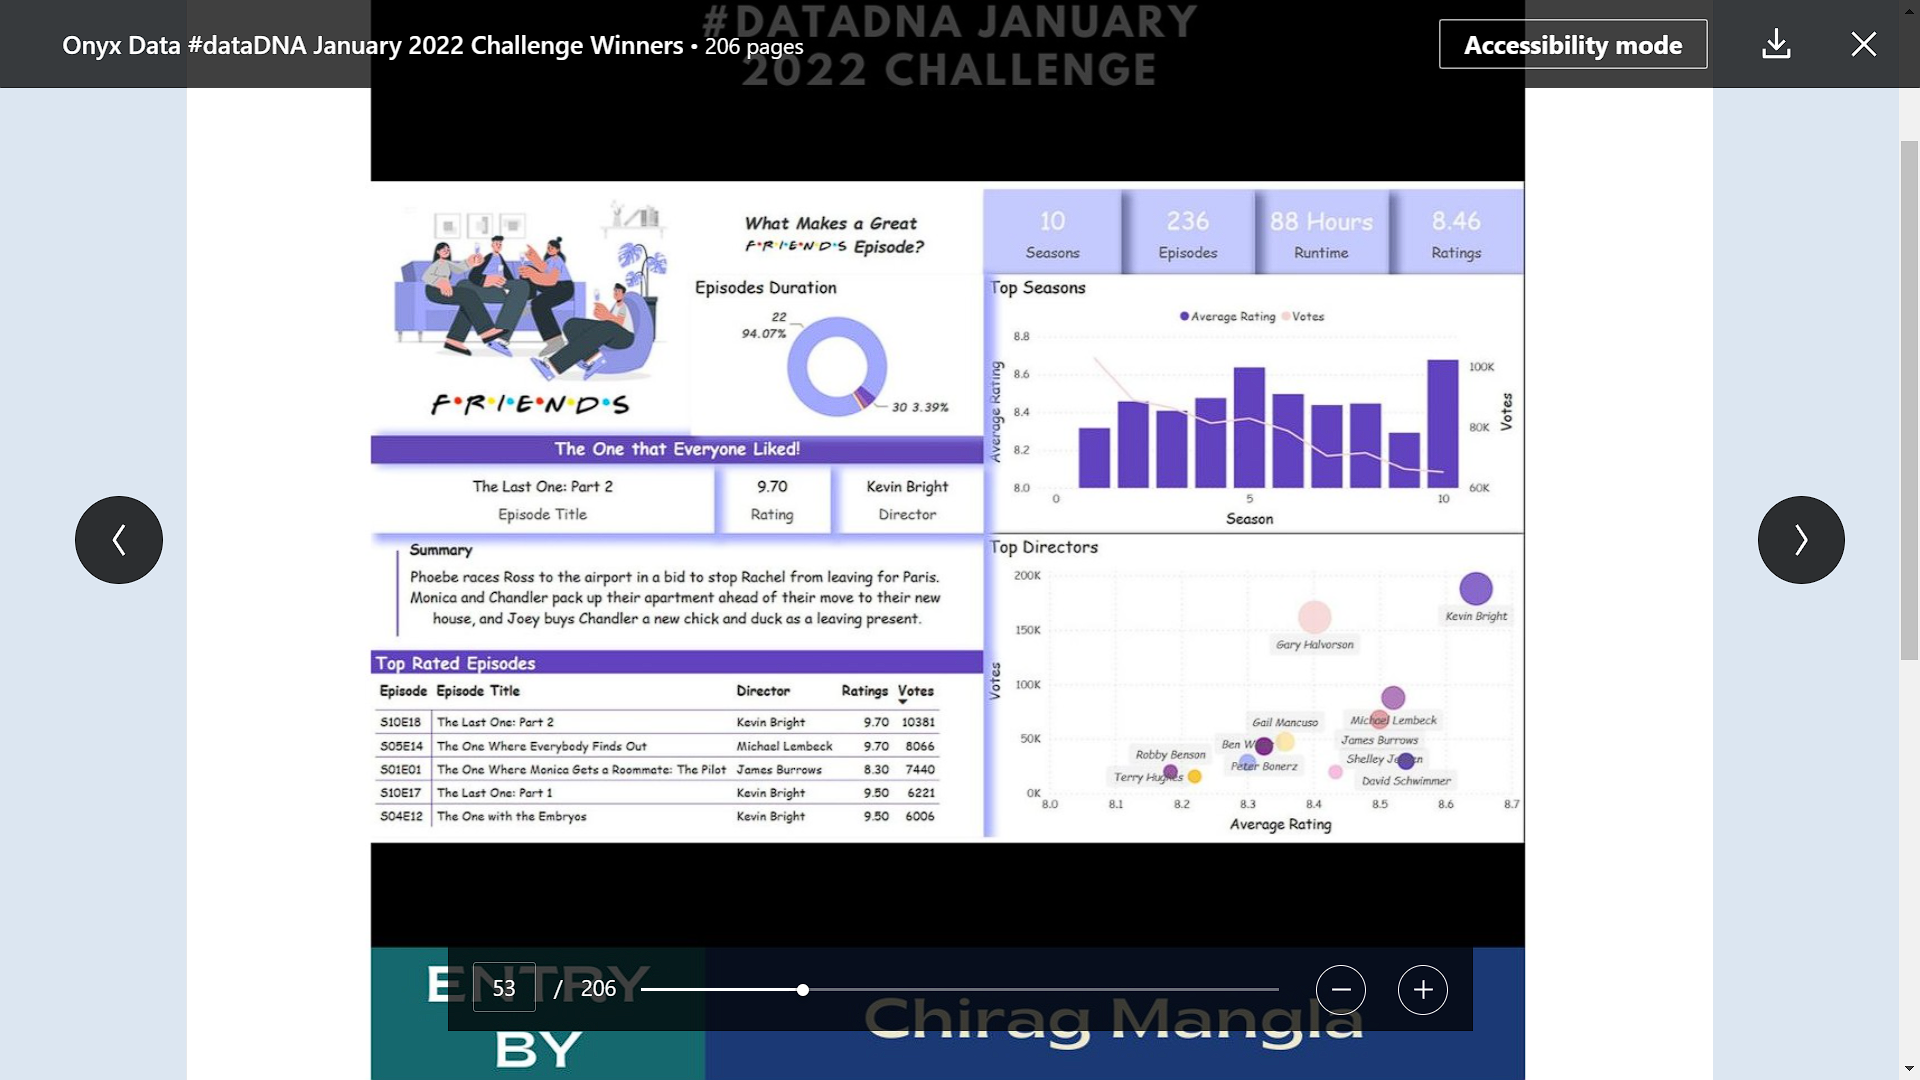 Onyx Data #dataDNA January 2022 Challenge Winners • 206 pages
Accessibility mode
#DATADNA JANUARY
2022 CHALLENGE
What Makes a Great
F•R•I•E•N•D•S Episode?
10
Seasons
236
Episodes
88 Hours
Runtime
8.46
Ratings
F•R•I•E•N•D•S
Episodes Duration
22
94.07%
30 3.39%
Top Seasons
Average Rating Votes
Average Rating
8.8
8.6
8.4
8.2
8.0
100K
80K
60K
Votes
0 5 10
Season
The One that Everyone Liked!
The Last One: Part 2
Episode Title
9.70
Rating
Kevin Bright
Director
Summary
Phoebe races Ross to the airport in a bid to stop Rachel from leaving for Paris.
Monica and Chandler pack up their apartment ahead of their move to their new
house, and Joey buys Chandler a new chick and duck as a leaving present.
Top Rated Episodes
Episode Episode Title Director Ratings Votes
S10E18 The Last One: Part 2 Kevin Bright 9.70 10381
S05E14 The One Where Everybody Finds Out Michael Lembeck 9.70 8066
S01E01 The One Where Monica Gets a Roommate: The Pilot James Burrows 8.30 7440
S10E17 The Last One: Part 1 Kevin Bright 9.50 6221
S04E12 The One with the Embryos Kevin Bright 9.50 6006
Top Directors
Votes
200K
150K
100K
50K
0K
Kevin Bright
Gary Halvorson
Gail Mancuso
Michael Lembeck
Ben
James Burrows
Robby Benson
Shelley
Peter Bonerz
Terry Hughes
David Schwimmer
8.0 8.1 8.2 8.3 8.4 8.5 8.6 8.7
Average Rating
ENTRY
BY
53 / 206
Chirag Mangla